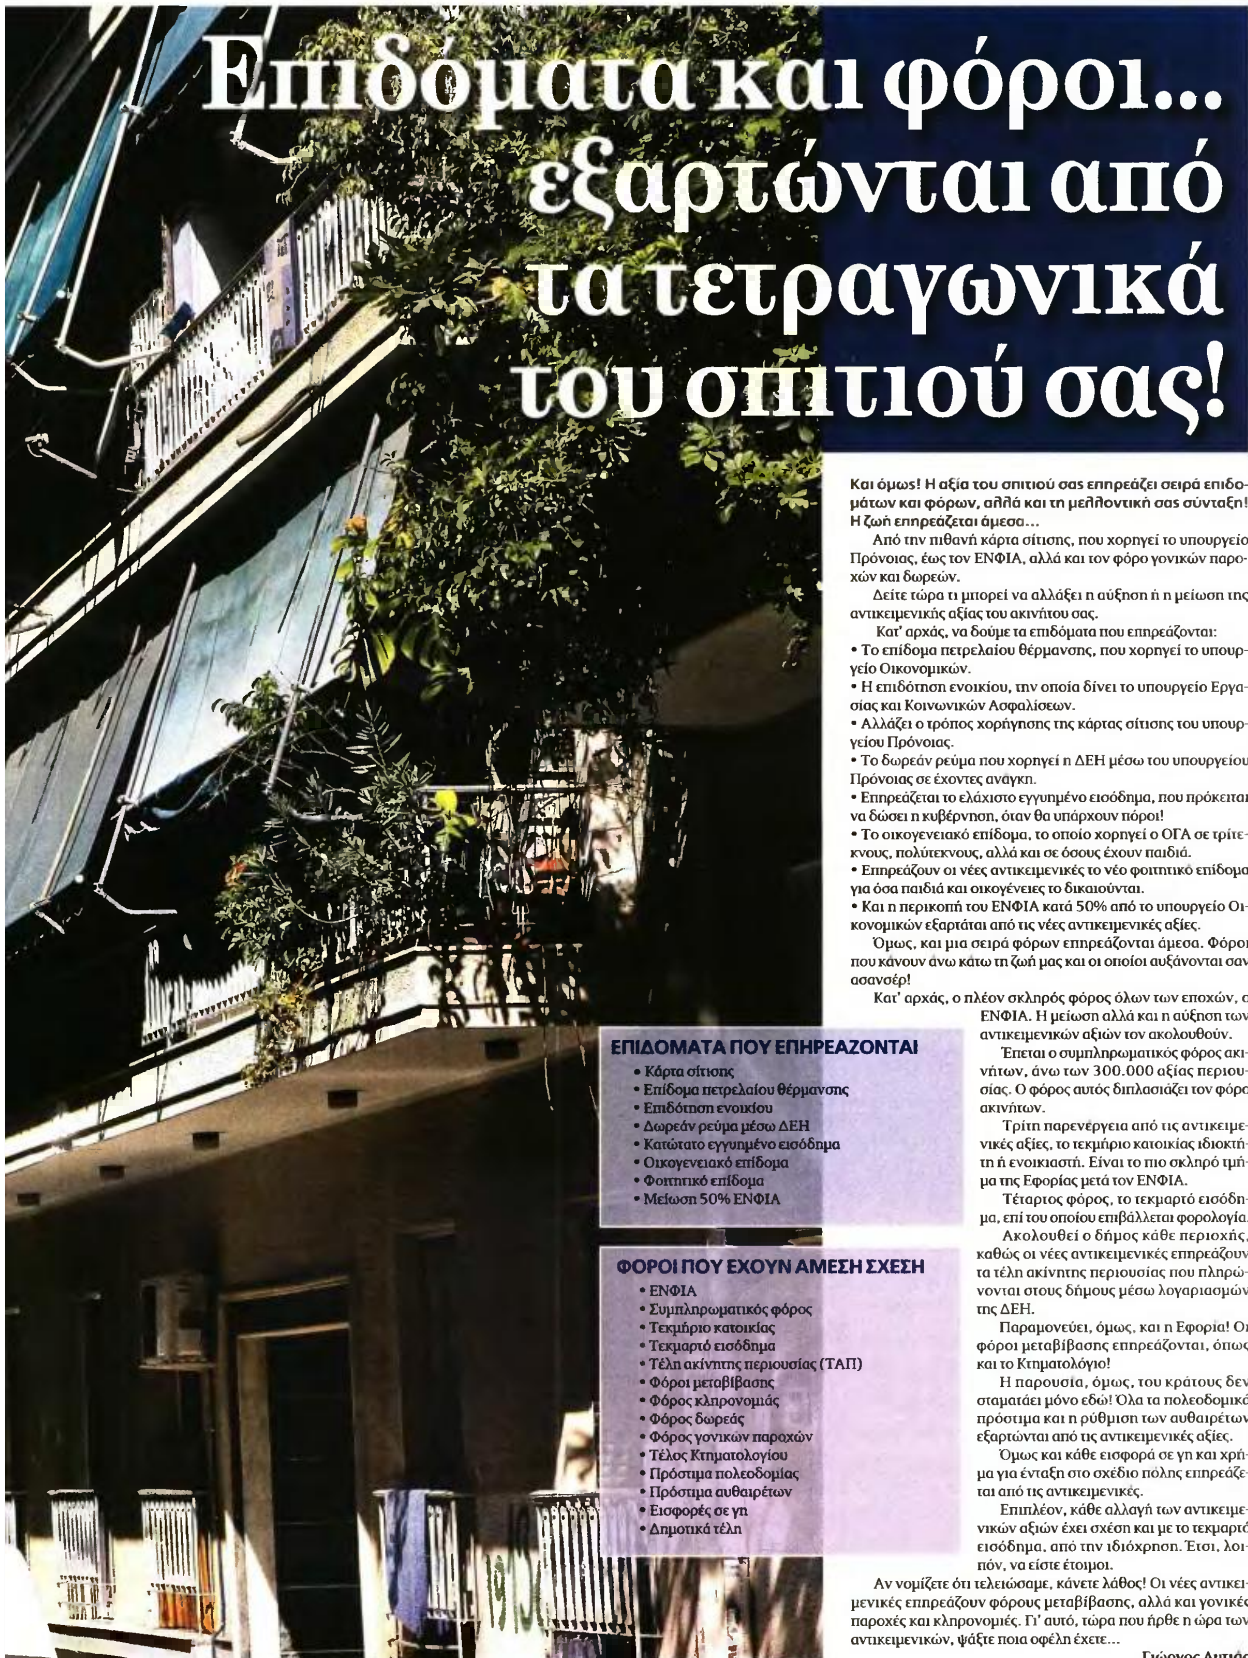 Επιδόματα και φόροι...
εξαρτώνται από
τα τετραγωνικά
του σπιτιού σας!
Και όμως! Η αξία του σπιτιού σας επηρεάζει σειρά επιδο-
μάτων και φόρων, αλλά και τη μελλοντική σας σύνταξη!
Η ζωή επηρεάζεται άμεσα...
Από την πιθανή κάρτα σίτισης, που χορηγεί το υπουργείο
Πρόνοιας, έως τον ΕΝΦΙΑ, αλλά και τον φόρο γονικών παρο-
χών και δωρεών.
Δείτε τώρα τι μπορεί να αλλάξει η αύξηση ή η μείωση της
αντικειμενικής αξίας του ακινήτου σας.
Κατ' αρχάς, να δούμε τα επιδόματα που επηρεάζονται:
• Το επίδομα πετρελαίου θέρμανσης, που χορηγεί το υπουρ-
γείο Οικονομικών.
• Η επιδότηση ενοικίου, την οποία δίνει το υπουργείο Εργα-
σίας και Κοινωνικών Ασφαλίσεων.
• Αλλάζει ο τρόπος χορήγησης της κάρτας σίτισης του υπουρ-
γείου Πρόνοιας.
• Το δωρεάν ρεύμα που χορηγεί η ΔΕΗ μέσω του υπουργείου
Πρόνοιας σε έχοντες ανάγκη.
• Επηρεάζεται το ελάχιστο εγγυημένο εισόδημα, που πρόκειται
να δώσει η κυβέρνηση, όταν θα υπάρχουν πόροι!
• Το οικογενειακό επίδομα, το οποίο χορηγεί ο ΟΓΑ σε τρίτε-
κνους, πολύτεκνους, αλλά και σε όσους έχουν παιδιά.
• Επηρεάζουν οι νέες αντικειμενικές το νέο φοιτητικό επίδομα
για όσα παιδιά και οικογένειες το δικαιούνται.
• Και η περικοπή του ΕΝΦΙΑ κατά 50% από το υπουργείο Οι-
κονομικών εξαρτάται από τις νέες αντικειμενικές αξίες.
Όμως, και μια σειρά φόρων επηρεάζονται άμεσα. Φόροι
που κάνουν άνω κάτω τη ζωή μας και οι οποίοι αυξάνονται σαν
ασανσέρ!
Κατ' αρχάς, ο πλέον σκληρός φόρος όλων των εποχών, ο
ΕΝΦΙΑ. Η μείωση αλλά και η αύξηση των
αντικειμενικών αξιών τον ακολουθούν.
Έπεται ο συμπληρωματικός φόρος ακι-
νήτων, άνω των 300.000 αξίας περιου-
σίας. Ο φόρος αυτός διπλασιάζει τον φόρο
ακινήτων.
Τρίτη παρενέργεια από τις αντικειμε-
νικές αξίες, το τεκμήριο κατοικίας ιδιοκτή-
τη ή ενοικιαστή. Είναι το πιο σκληρό τμή-
μα της Εφορίας μετά τον ΕΝΦΙΑ.
Τέταρτος φόρος, το τεκμαρτό εισόδη-
μα, επί του οποίου επιβάλλεται φορολογία.
Ακολουθεί ο δήμος κάθε περιοχής,
καθώς οι νέες αντικειμενικές επηρεάζουν
τα τέλη ακίνητης περιουσίας που πληρώ-
νονται στους δήμους μέσω λογαριασμών
της ΔΕΗ.
Παραμονεύει, όμως, και η Εφορία! Οι
φόροι μεταβίβασης επηρεάζονται, όπως
και το Κτηματολόγιο!
Η παρουσία, όμως, του κράτους δεν
σταματάει μόνο εδώ! Όλα τα πολεοδομικά
πρόστιμα και η ρύθμιση των αυθαιρέτων
εξαρτώνται από τις αντικειμενικές αξίες.
Όμως και κάθε εισφορά σε γη και χρή-
μα για ένταξη στο σχέδιο πόλης επηρεάζε-
ται από τις αντικειμενικές.
Επιπλέον, κάθε αλλαγή των αντικειμε-
νικών αξιών έχει σχέση και με το τεκμαρτό
εισόδημα, από την ιδιόχρηση. Έτσι, λοι-
πόν, να είστε έτοιμοι.
Αν νομίζετε ότι τελειώσαμε, κάνετε λάθος! Οι νέες αντικει-
μενικές επηρεάζουν φόρους μεταβίβασης, αλλά και γονικές
παροχές και κληρονομιές. Γι' αυτό, τώρα που ήρθε η ώρα των
αντικειμενικών, ψάξτε ποια οφέλη έχετε...
Γιώργος Αυτιάς
ΕΠΙΔΟΜΑΤΑ ΠΟΥ ΕΠΗΡΕΑΖΟΝΤΑΙ
• Κάρτα σίτισης
• Επίδομα πετρελαίου θέρμανσης
• Επιδότηση ενοικίου
• Δωρεάν ρεύμα μέσω ΔΕΗ
• Κατώτατο εγγυημένο εισόδημα
• Οικογενειακό επίδομα
• Φοιτητικό επίδομα
• Μείωση 50% ΕΝΦΙΑ
ΦΟΡΟΙ ΠΟΥ ΕΧΟΥΝ ΑΜΕΣΗ ΣΧΕΣΗ
• ΕΝΦΙΑ
• Συμπληρωματικός φόρος
• Τεκμήριο κατοικίας
• Τεκμαρτό εισόδημα
• Τέλη ακίνητης περιουσίας (ΤΑΠ)
• Φόροι μεταβίβασης
• Φόρος κληρονομιάς
• Φόρος δωρεάς
• Φόρος γονικών παροχών
• Τέλος Κτηματολογίου
• Πρόστιμα πολεοδομίας
• Πρόστιμα αυθαιρέτων
• Εισφορές σε γη
• Δημοτικά τέλη